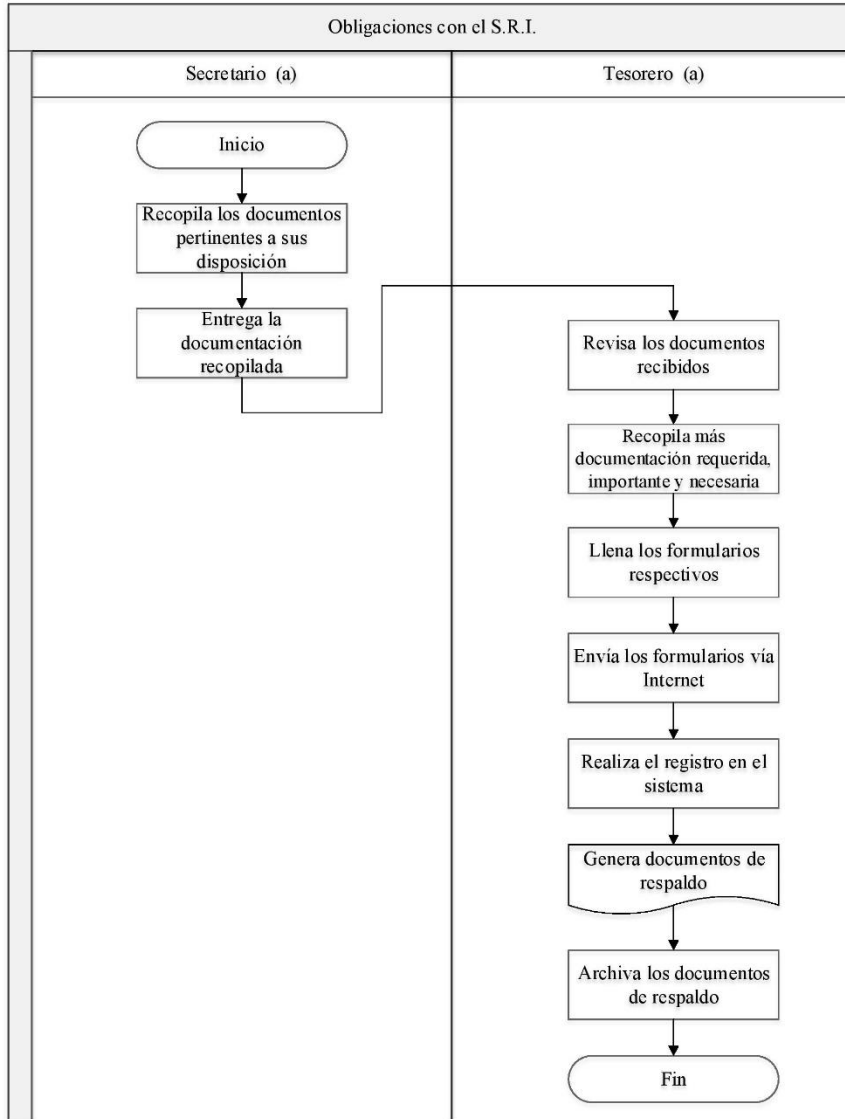 Obligaciones con el S.R.I.
Secretario (a)
Tesorero (a)
Inicio
Recopila los documentos
pertinentes a sus
disposición
Entrega la
documentación
recopilada
Revisa los documentos
recibidos
Recopila más
documentación requerida,
importante y necesaria
Llena los formularios
respectivos
Envía los formularios vía
Internet
Realiza el registro en el
sistema
Genera documentos de
respaldo
Archiva los documentos
de respaldo
Fin